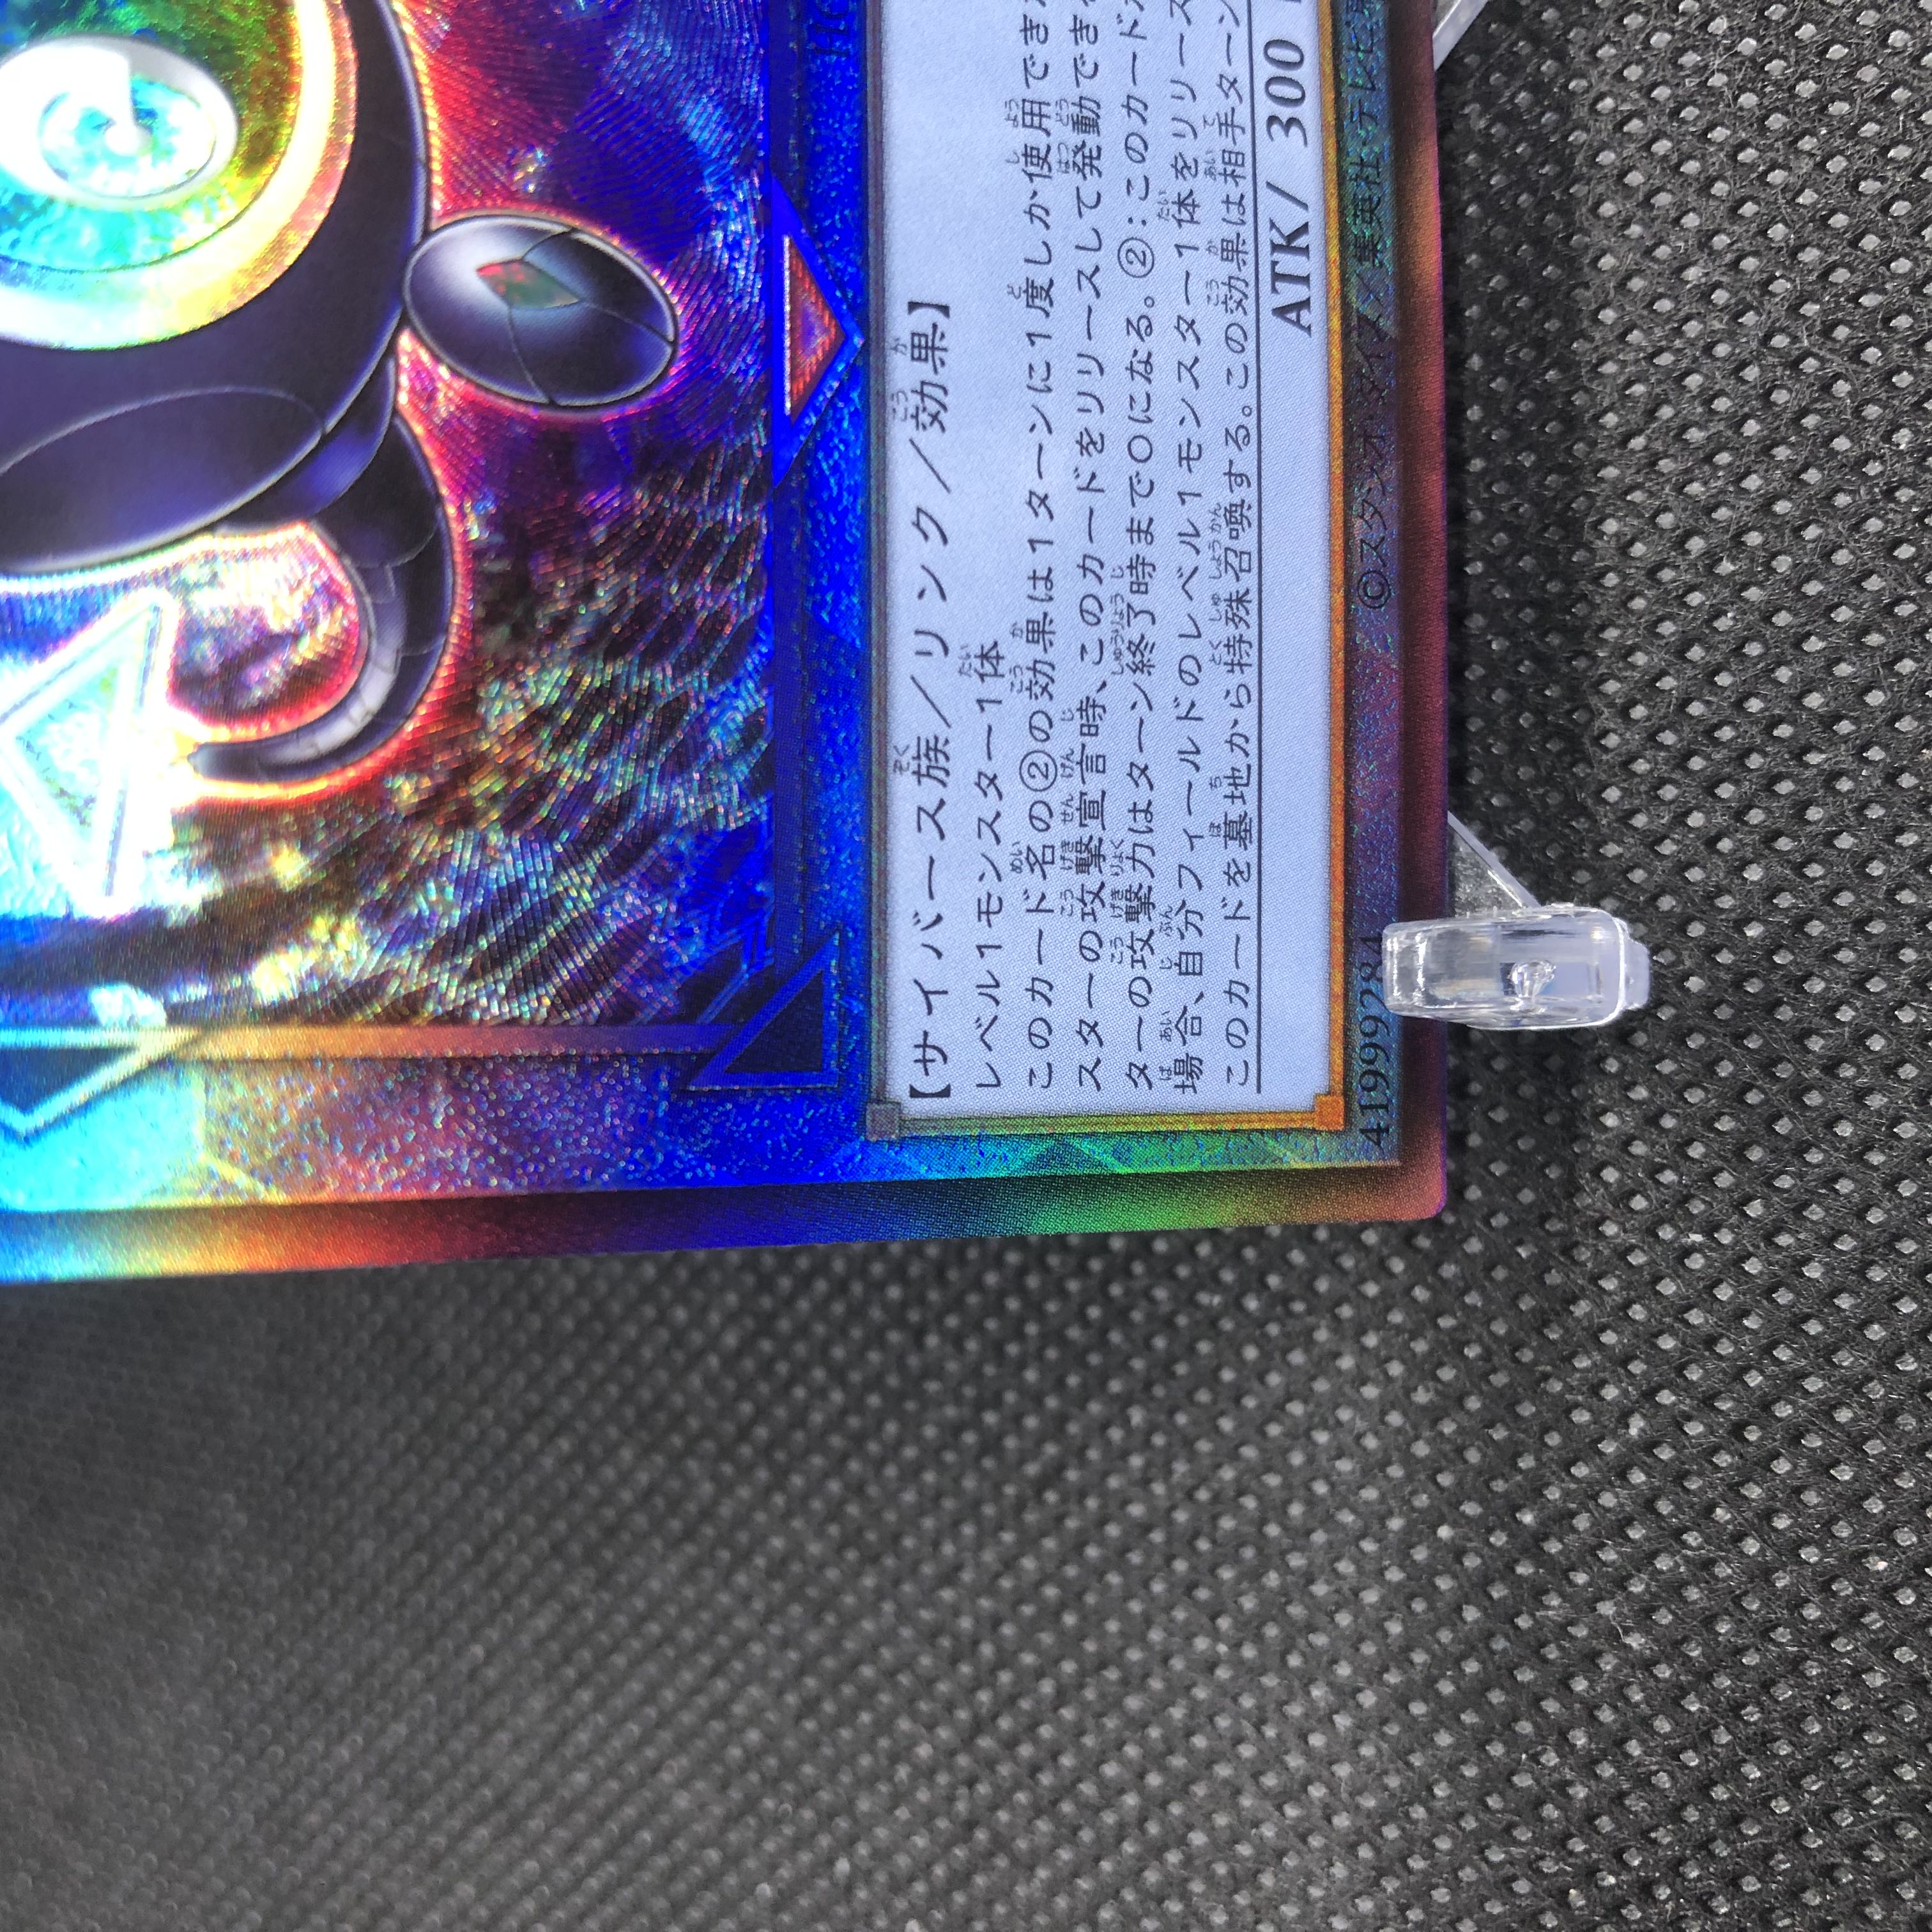 【サイバース族／リンク／効果】
レベル1モンスター1体
このカード名の②の効果は1ターンに1度しか使用でき
スターの攻撃宣言時、このカードをリリースして発動でき
ターの攻撃力はターン終了時まで〇になる。②：このカード
場合、自分フィールドのレベル1モンスター1体をリリース
このカードを墓地から特殊召喚する。この効果は相手ターン
ATK/ 300
41999284 ©スタジオ・ダイス／集英社・テレビ